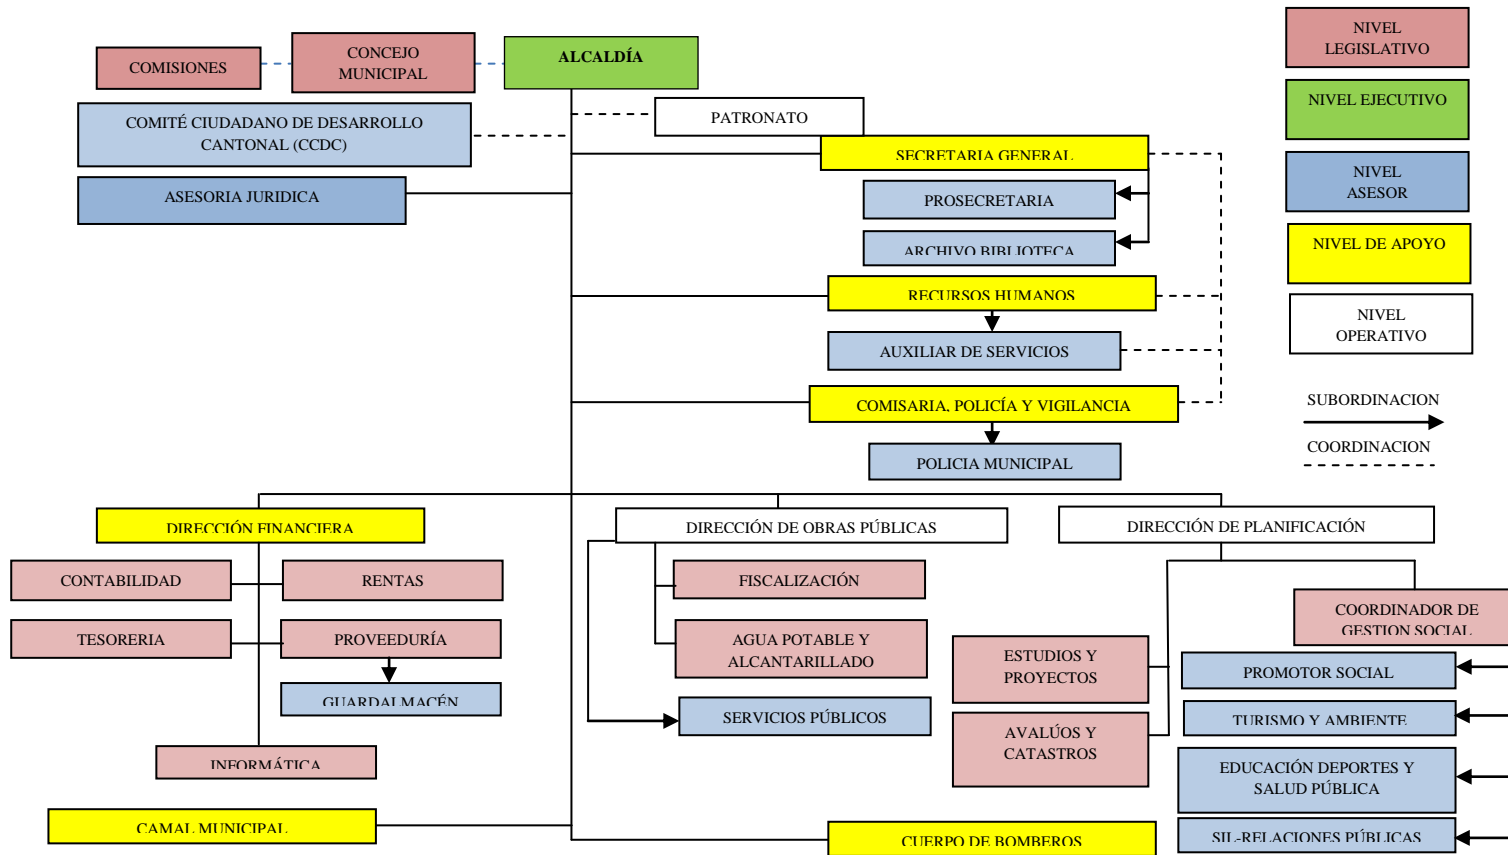 COMISIONES
CONCEJO
MUNICIPAL
ALCALDÍA
NIVEL
LEGISLATIVO
NIVEL EJECUTIVO
NIVEL
ASESOR
NIVEL DE APOYO
NIVEL
OPERATIVO
SUBORDINACION
COORDINACION
COMITÉ CIUDADANO DE DESARROLLO
CANTONAL (CCDC)
PATRONATO
SECRETARIA GENERAL
ASESORIA JURIDICA
PROSECRETARIA
ARCHIVO BIBLIOTECA
RECURSOS HUMANOS
AUXILIAR DE SERVICIOS
COMISARIA, POLICÍA Y VIGILANCIA
POLICIA MUNICIPAL
DIRECCIÓN FINANCIERA
DIRECCIÓN DE OBRAS PÚBLICAS
DIRECCIÓN DE PLANIFICACIÓN
CONTABILIDAD
RENTAS
TESORERIA
PROVEEDURÍA
GUARDALMACÉN
INFORMÁTICA
FISCALIZACIÓN
AGUA POTABLE Y
ALCANTARILLADO
SERVICIOS PÚBLICOS
ESTUDIOS Y
PROYECTOS
AVALÚOS Y
CATASTROS
COORDINADOR DE
GESTION SOCIAL
PROMOTOR SOCIAL
TURISMO Y AMBIENTE
EDUCACIÓN DEPORTES Y
SALUD PÚBLICA
SIL-RELACIONES PÚBLICAS
CAMAL MUNICIPAL
CUERPO DE BOMBEROS